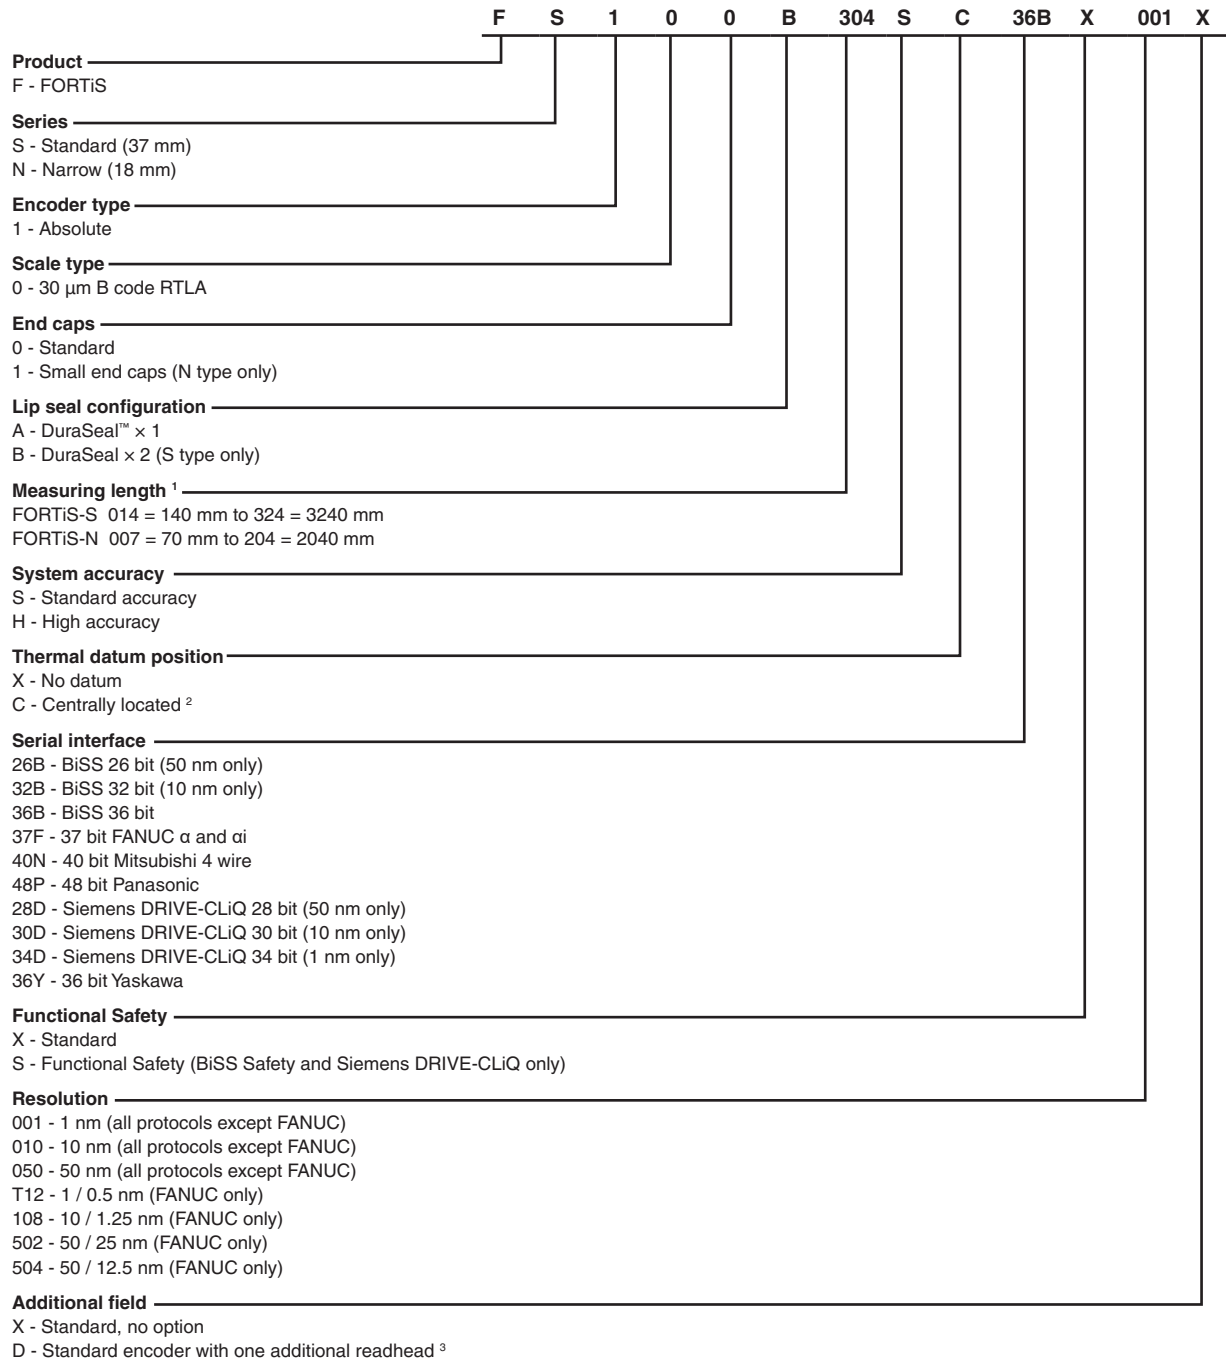 F S 1 0 0 B 304 S C 36B X 001 X
Product
F - FORTiS
Series
S - Standard (37 mm)
N - Narrow (18 mm)
Encoder type
1 - Absolute
Scale type
0 - 30 µm B code RTLA
End caps
0 - Standard
1 - Small end caps (N type only)
Lip seal configuration
A - DuraSeal™ × 1
B - DuraSeal × 2 (S type only)
Measuring length ¹
FORTiS-S 014 = 140 mm to 324 = 3240 mm
FORTiS-N 007 = 70 mm to 204 = 2040 mm
System accuracy
S - Standard accuracy
H - High accuracy
Thermal datum position
X - No datum
C - Centrally located ²
Serial interface
26B - BiSS 26 bit (50 nm only)
32B - BiSS 32 bit (10 nm only)
36B - BiSS 36 bit
37F - 37 bit FANUC α and αi
40N - 40 bit Mitsubishi 4 wire
48P - 48 bit Panasonic
28D - Siemens DRIVE-CLiQ 28 bit (50 nm only)
30D - Siemens DRIVE-CLiQ 30 bit (10 nm only)
34D - Siemens DRIVE-CLiQ 34 bit (1 nm only)
36Y - 36 bit Yaskawa
Functional Safety
X - Standard
S - Functional Safety (BiSS Safety and Siemens DRIVE-CLiQ only)
Resolution
001 - 1 nm (all protocols except FANUC)
010 - 10 nm (all protocols except FANUC)
050 - 50 nm (all protocols except FANUC)
T12 - 1 / 0.5 nm (FANUC only)
108 - 10 / 1.25 nm (FANUC only)
502 - 50 / 25 nm (FANUC only)
504 - 50 / 12.5 nm (FANUC only)
Additional field
X - Standard, no option
D - Standard encoder with one additional readhead ³